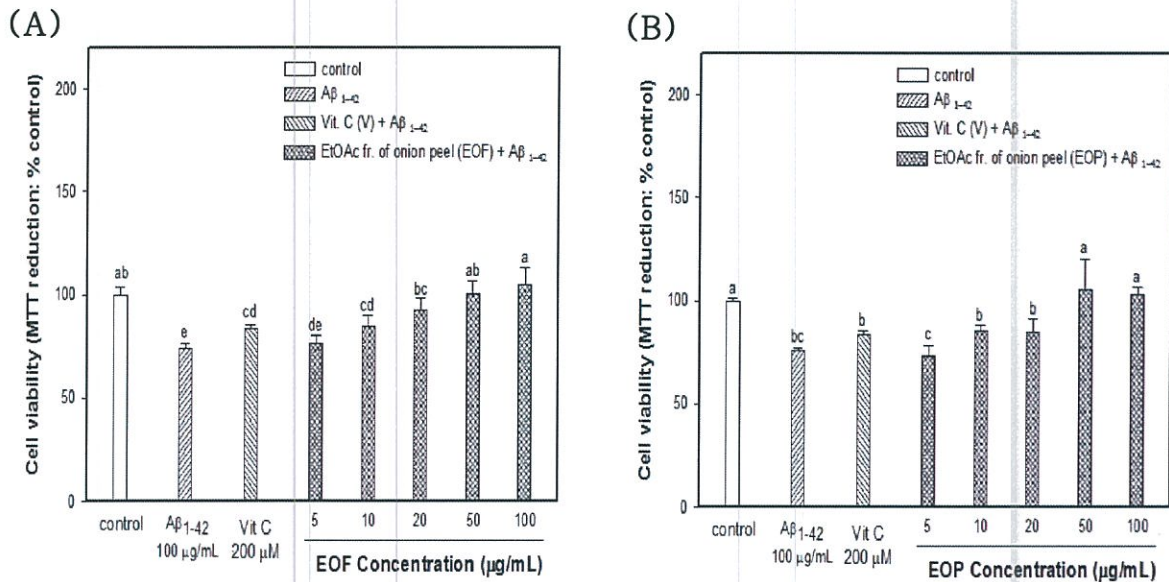 (A)
Cell viability (MTT reduction: % control)
200
150
100
50
0
control
Aβ 1–42
Vit. C (V) + Aβ 1–42
EtOAc fr. of onion peel (EOF) + Aβ 1–42
ab
e
cd
de
cd
bc
ab
a
control
Aβ1-42
100 µg/mL
Vit C
200 µM
5 10 20 50 100
EOF Concentration (µg/mL)
(B)
Cell viability (MTT reduction: % control)
200
150
100
50
0
control
Aβ 1–42
Vit. C (V) + Aβ 1–42
EtOAc fr. of onion peel (EOP) + Aβ 1–42
a
bc
b
c
b
b
a
a
control
Aβ1-42
100 µg/mL
Vit C
200 µM
5 10 20 50 100
EOP Concentration (µg/mL)